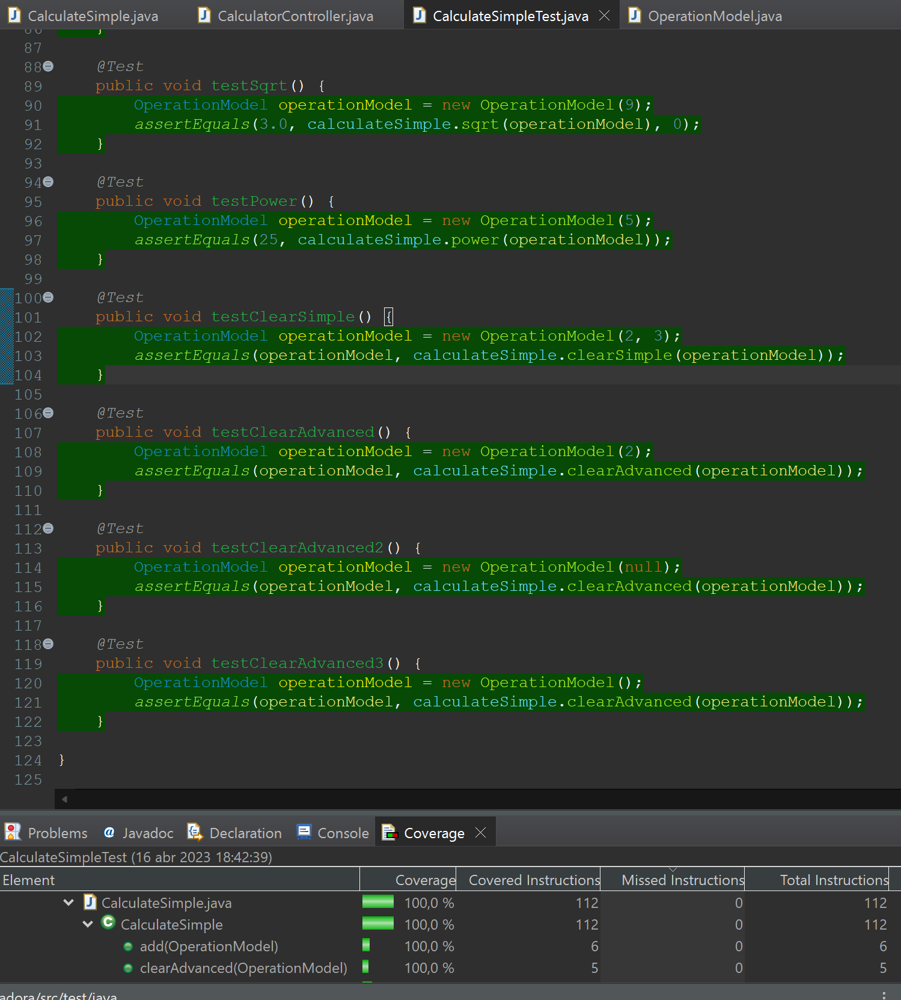 CalculateSimple.java CalculatorController.java CalculateSimpleTest.java OperationModel.java
86 }
87
88 @Test
89 public void testSqrt() {
90 OperationModel operationModel = new OperationModel(9);
91 assertEquals(3.0, calculateSimple.sqrt(operationModel), 0);
92 }
93
94 @Test
95 public void testPower() {
96 OperationModel operationModel = new OperationModel(5);
97 assertEquals(25, calculateSimple.power(operationModel));
98 }
99
100 @Test
101 public void testClearSimple() {
102 OperationModel operationModel = new OperationModel(2, 3);
103 assertEquals(operationModel, calculateSimple.clearSimple(operationModel));
104 }
105
106 @Test
107 public void testClearAdvanced() {
108 OperationModel operationModel = new OperationModel(2);
109 assertEquals(operationModel, calculateSimple.clearAdvanced(operationModel));
110 }
111
112 @Test
113 public void testClearAdvanced2() {
114 OperationModel operationModel = new OperationModel(null);
115 assertEquals(operationModel, calculateSimple.clearAdvanced(operationModel));
116 }
117
118 @Test
119 public void testClearAdvanced3() {
120 OperationModel operationModel = new OperationModel();
121 assertEquals(operationModel, calculateSimple.clearAdvanced(operationModel));
122 }
123
124 }
125
Problems @ Javadoc Declaration Console Coverage
CalculateSimpleTest (16 abr 2023 18:42:39)
Element Coverage Covered Instructions Missed Instructions Total Instructions
CalculateSimple.java 100,0 % 112 0 112
CalculateSimple 100,0 % 112 0 112
add(OperationModel) 100,0 % 6 0 6
clearAdvanced(OperationModel) 100,0 % 5 0 5
adora/src/test/java